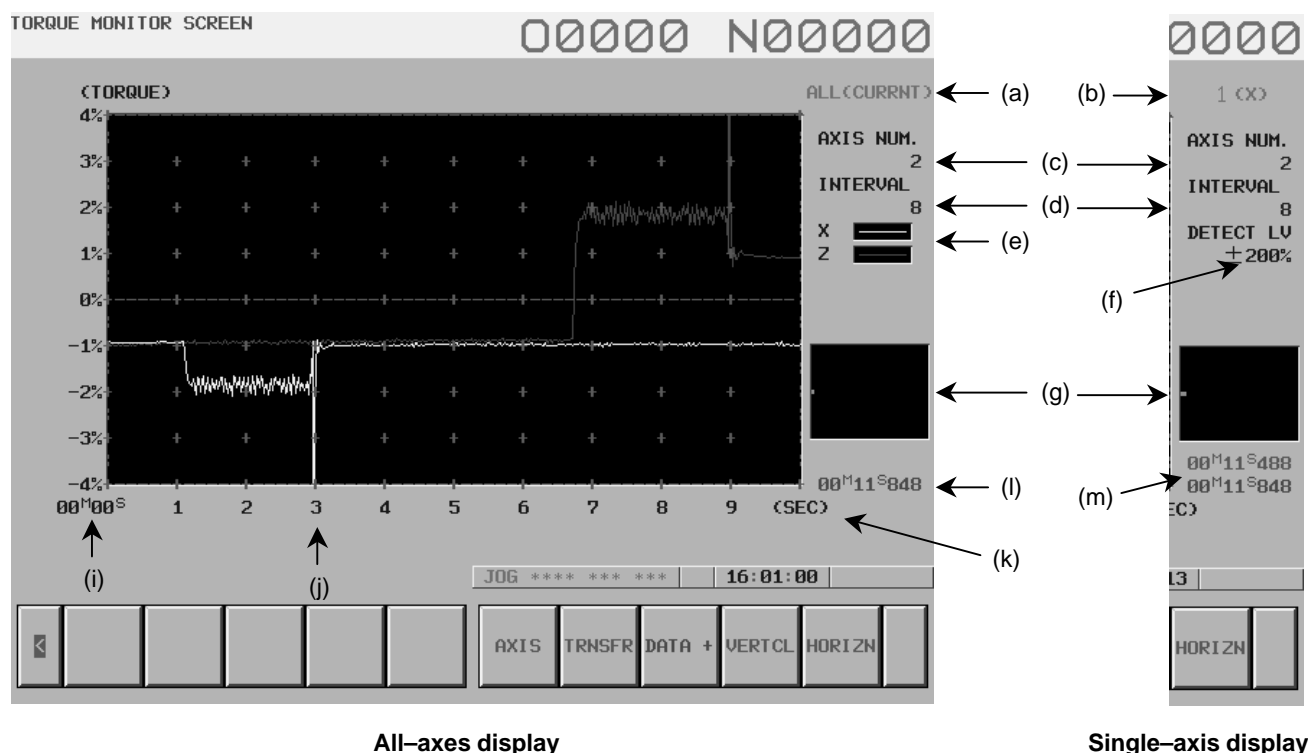 TORQUE MONITOR SCREEN
O0000 N00000
0000
(TORQUE)
ALL(CURRNT)
(a)
(b)
1 (X)
4%
3%
2%
1%
0%
-1%
-2%
-3%
-4%
AXIS NUM.
2
(c)
AXIS NUM.
2
INTERVAL
8
(d)
INTERVAL
8
X
Z
(e)
DETECT LV
±200%
(f)
(g)
00M11S848
(l)
(m)
00M11S488
00M11S848
00M00S 1 2 3 4 5 6 7 8 9 (SEC)
EC)
(i)
(j)
(k)
JOG **** *** *** 16:01:00
13
<
AXIS TRNSFR DATA + VERTCL HORIZN
HORIZN
All–axes display
Single–axis display